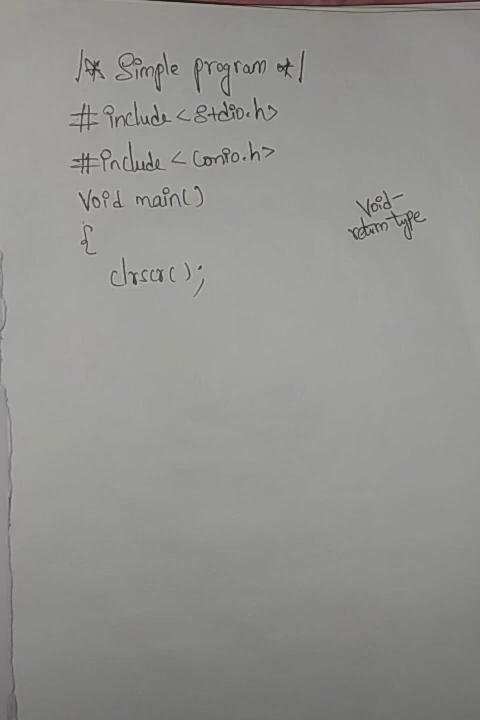 /* Simple program */
#include <stdio.h>
#include <conio.h>
Void main()
{
clrscr();
Void-
return type